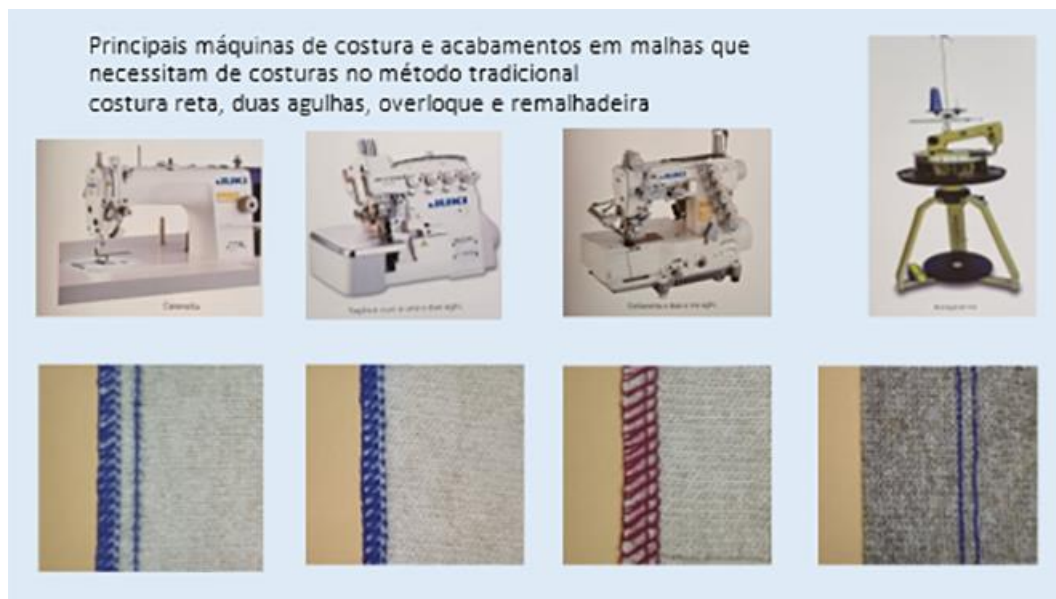 Principais máquinas de costura e acabamentos em malhas que
necessitam de costuras no método tradicional
costura reta, duas agulhas, overloque e remalhadeira
JUKI
JUKI
JUKI